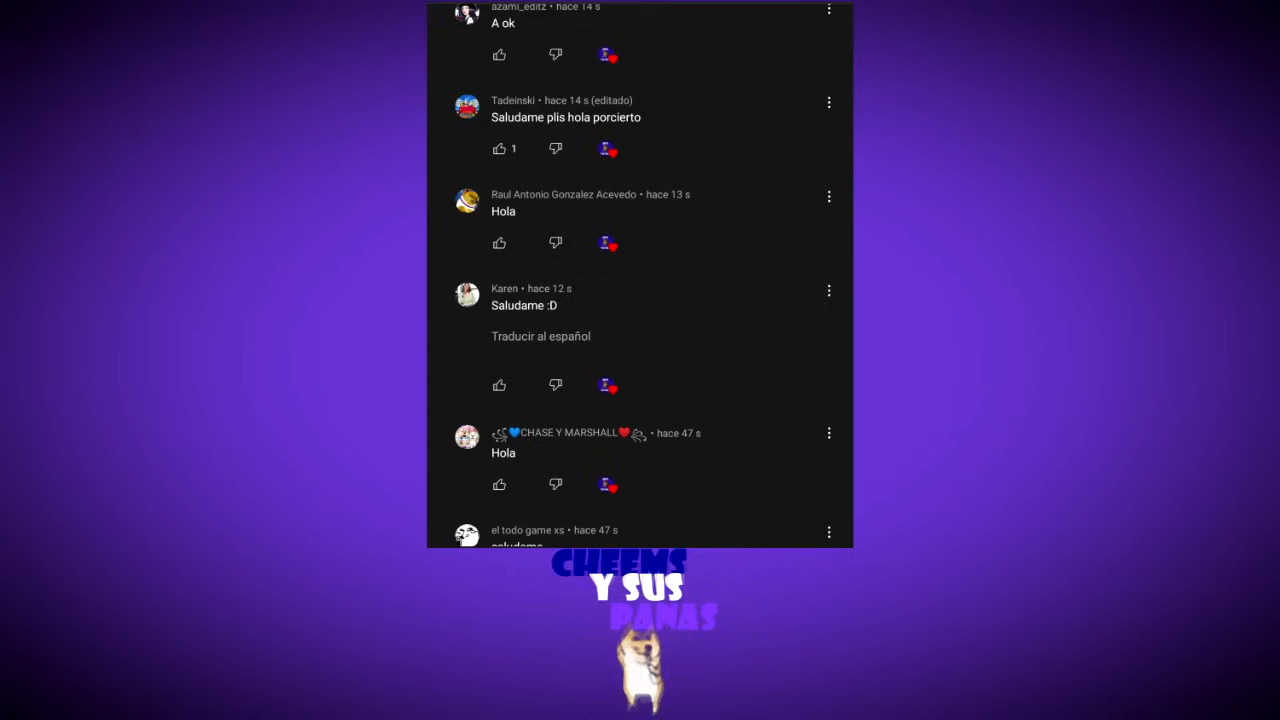 azami_editz • hace 14 s
A ok
Tadeinski • hace 14 s (editado)
Saludame plis hola porcierto
1
Raul Antonio Gonzalez Acevedo • hace 13 s
Hola
Karen • hace 12 s
Saludame :D
Traducir al español
💙CHASE Y MARSHALL❤️ • hace 47 s
Hola
el todo game xs • hace 47 s
saludame
CHEEMS
Y SUS
PANAS